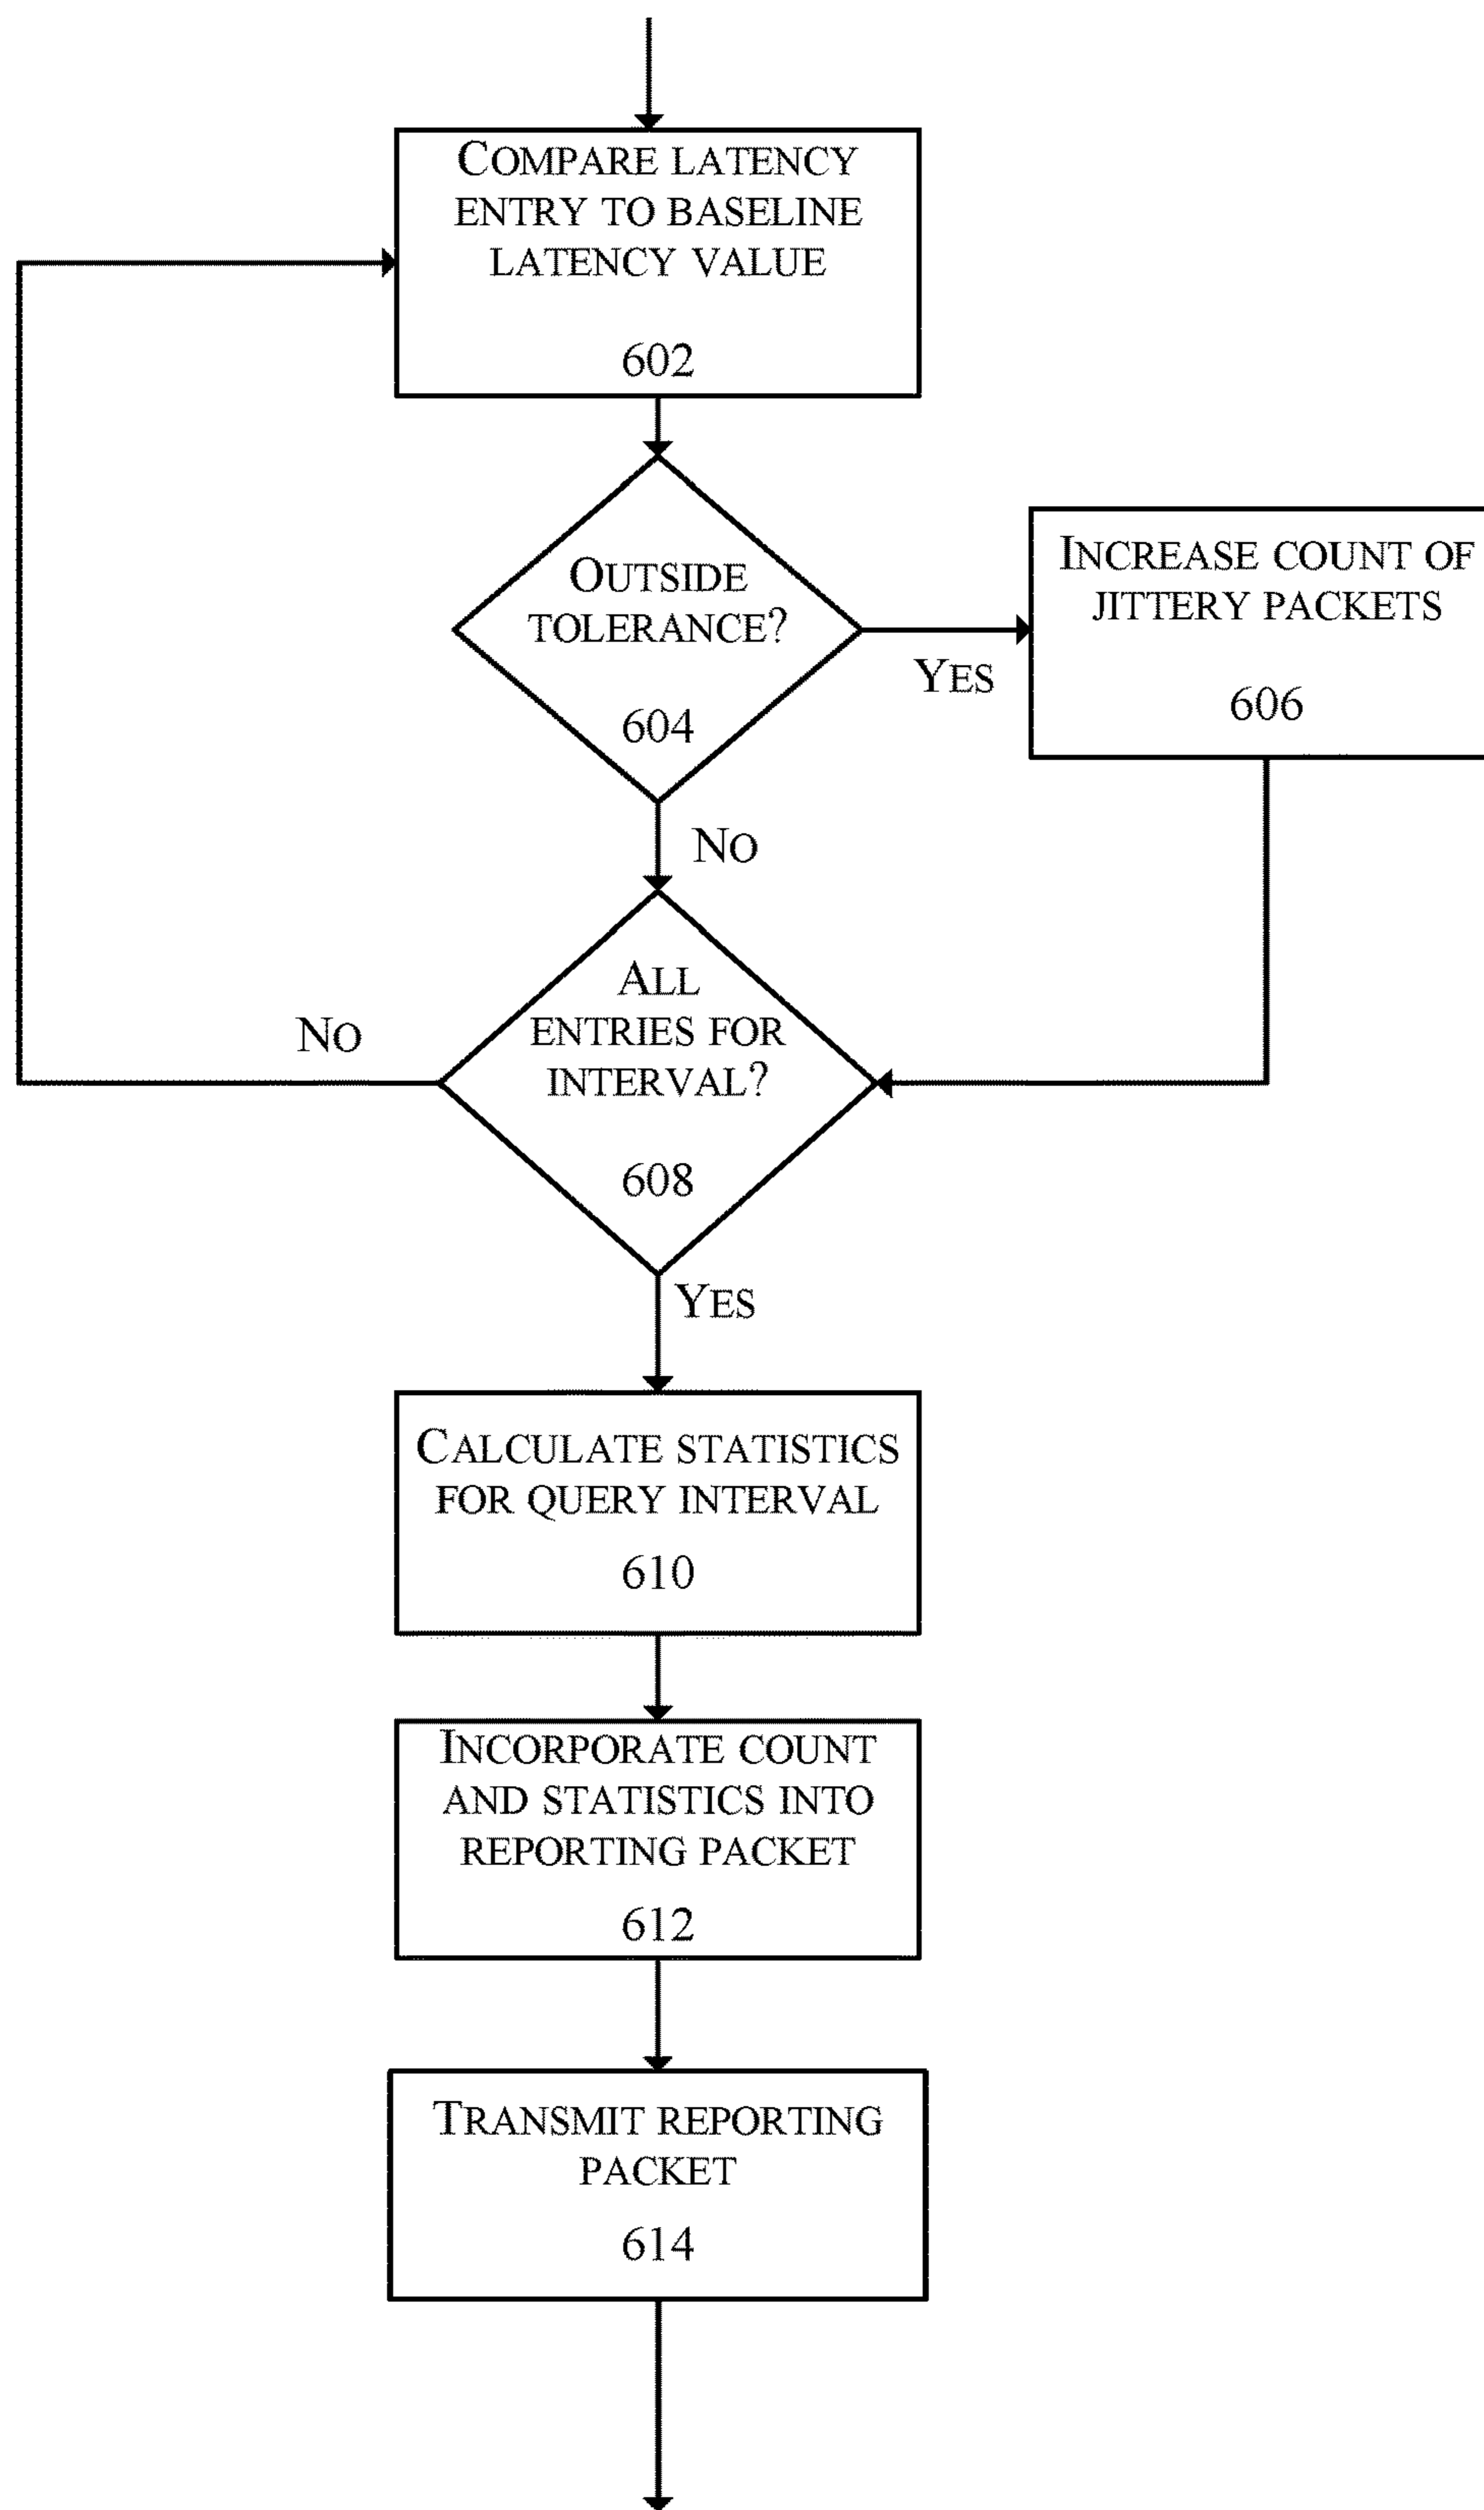 COMPARE LATENCY
ENTRY TO BASELINE
LATENCY VALUE
602
OUTSIDE
TOLERANCE?
604
YES
INCREASE COUNT OF
JITTERY PACKETS
606
NO
ALL
ENTRIES FOR
INTERVAL?
608
NO
YES
CALCULATE STATISTICS
FOR QUERY INTERVAL
610
INCORPORATE COUNT
AND STATISTICS INTO
REPORTING PACKET
612
TRANSMIT REPORTING
PACKET
614